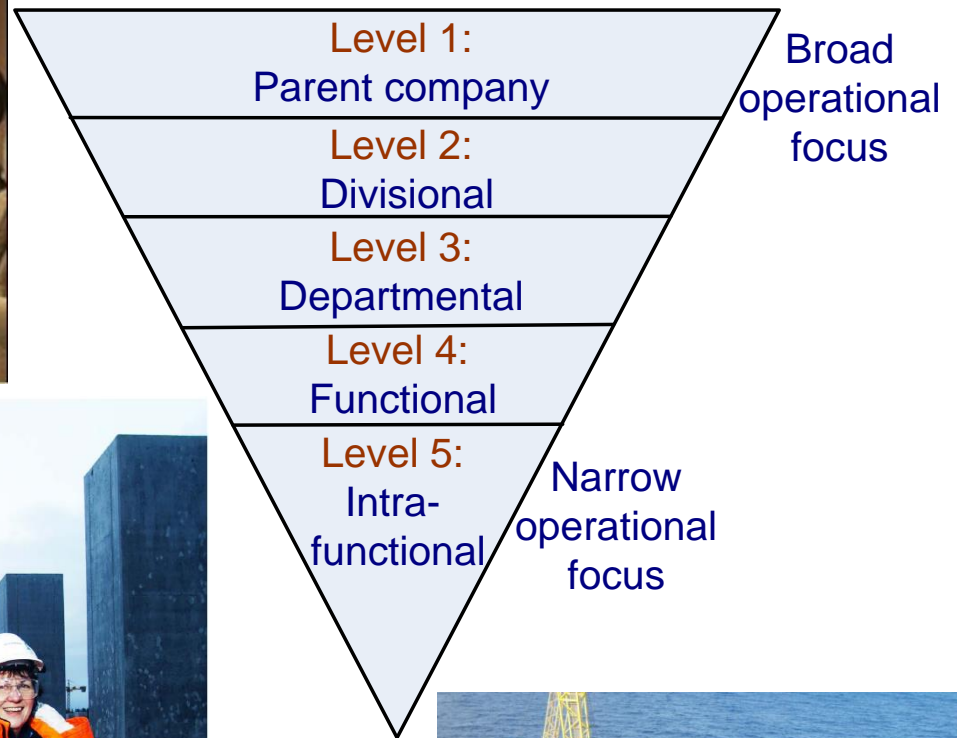 Level 1:
Parent company
Broad
operational
focus
Level 2:
Divisional
Level 3:
Departmental
Level 4:
Functional
Level 5:
Intra-
functional
Narrow
operational
focus